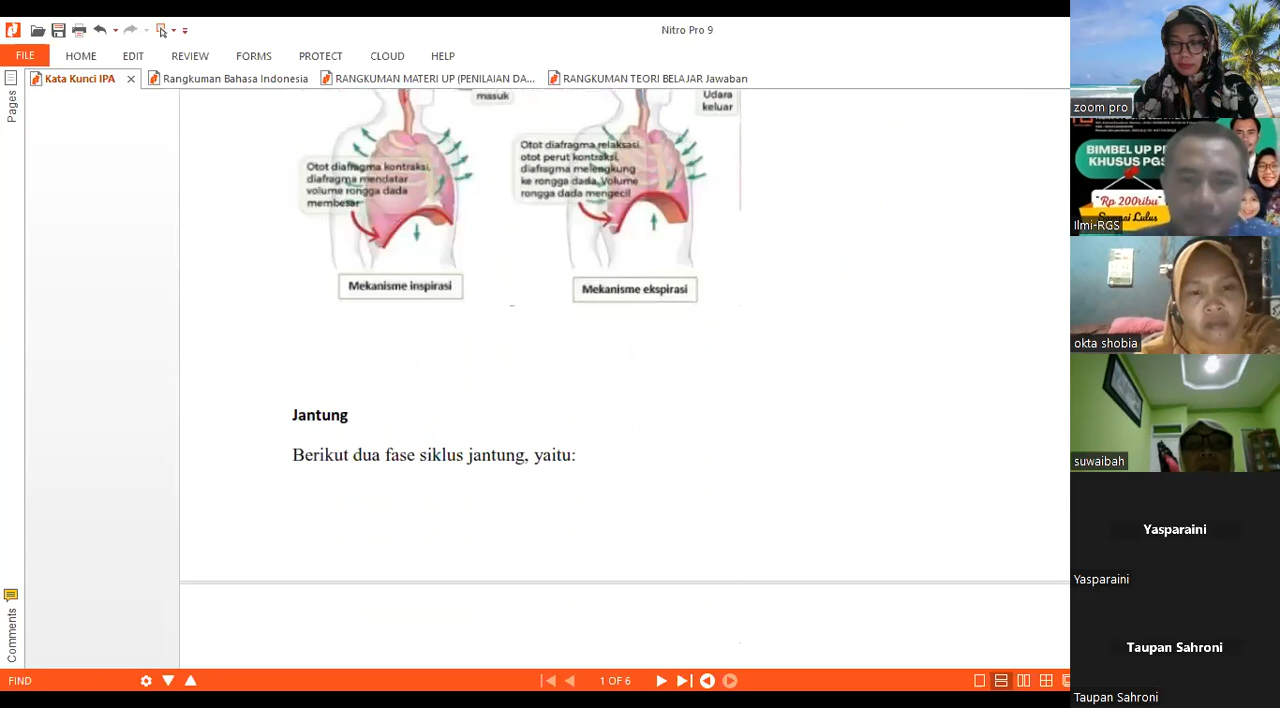 Nitro Pro 9
FILE HOME EDIT REVIEW FORMS PROTECT CLOUD HELP
Kata Kunci IPA Rangkuman Bahasa Indonesia RANGKUMAN MATERI UP (PENILAIAN DA... RANGKUMAN TEORI BELAJAR Jawaban
Pages
masuk
Udara
keluar
Otot diafragma kontraksi,
diafragma mendatar
volume rongga dada
membesar
Otot diafragma relaksasi,
otot perut kontraksi,
diafragma melengkung
ke rongga dada. Volume
rongga dada mengecil
Mekanisme inspirasi
Mekanisme ekspirasi
Jantung
Berikut dua fase siklus jantung, yaitu:
Comments
FIND
1 OF 6
zoom pro
BIMBEL UP
KHUSUS PGS
Rp 200ribu
Sampai Lulus
Ilmi-RGS
okta shobia
suwaibah
Yasparaini
Yasparaini
Taupan Sahroni
Taupan Sahroni